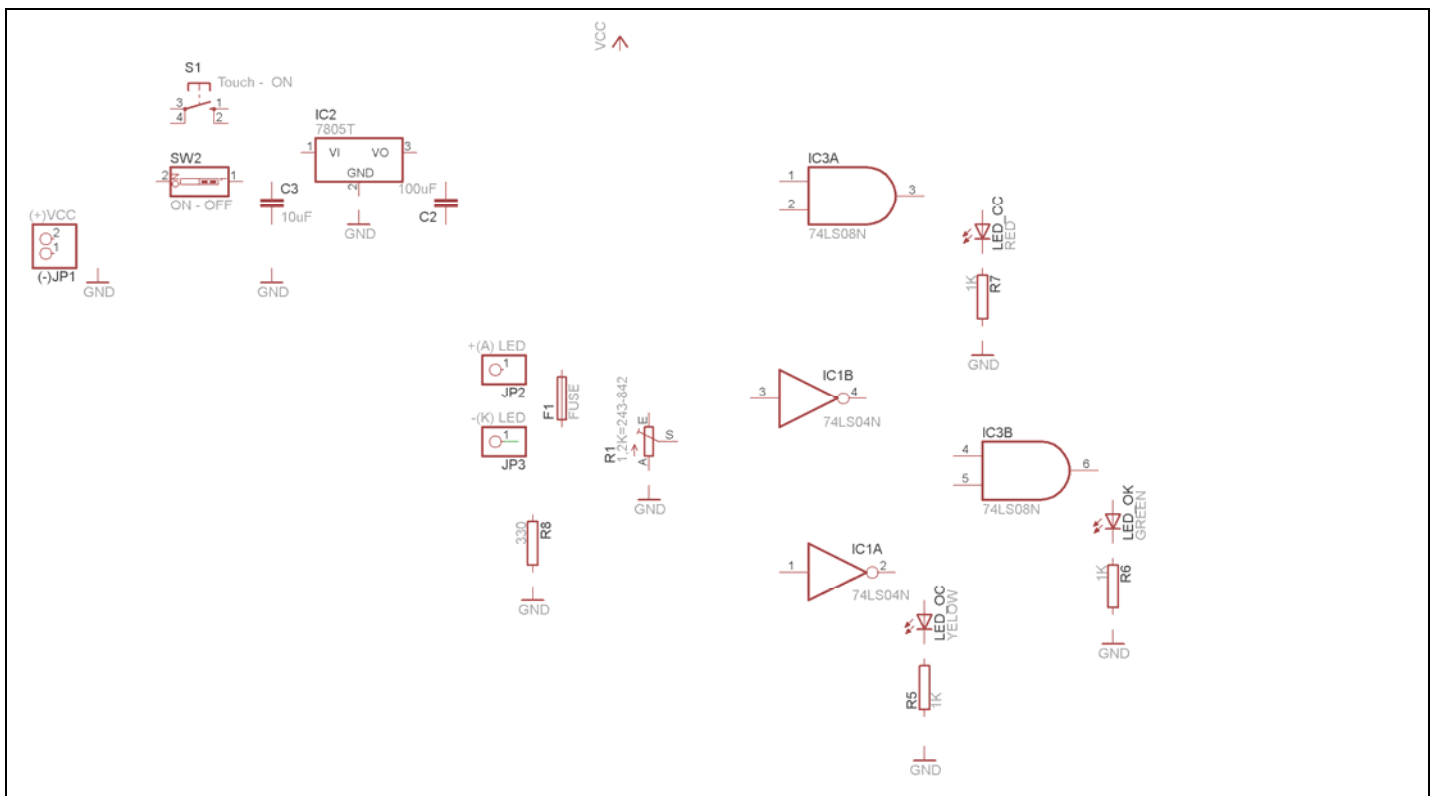 VCC
S1
Touch - ON
3 1
4 2
IC2
7805T
1 VI VO 3
GND
2
GND
SW2
2 1
ON - OFF
C3
10uF
GND
100uF
C2
(+)VCC
2
1
(-)JP1
GND
IC3A
1
2
3
74LS08N
LED_CC
RED
1K
R7
GND
+(A) LED
1
JP2
-(K) LED
1
JP3
F1
FUSE
R1
1,2K=243-842
E
S
A
GND
330
R8
GND
IC1B
3 4
74LS04N
IC3B
4
5
6
74LS08N
LED_OK
GREEN
1K
R6
GND
IC1A
1 2
74LS04N
LED_OC
YELOW
R5
1K
GND